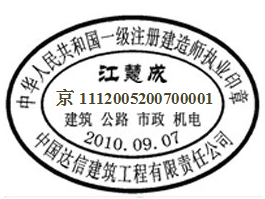 中华人民共和国一级注册建造师执业印章
江慧成
京 1112005200700001
建筑 公路 市政 机电
2010.09.07
中国达信建筑工程有限责任公司